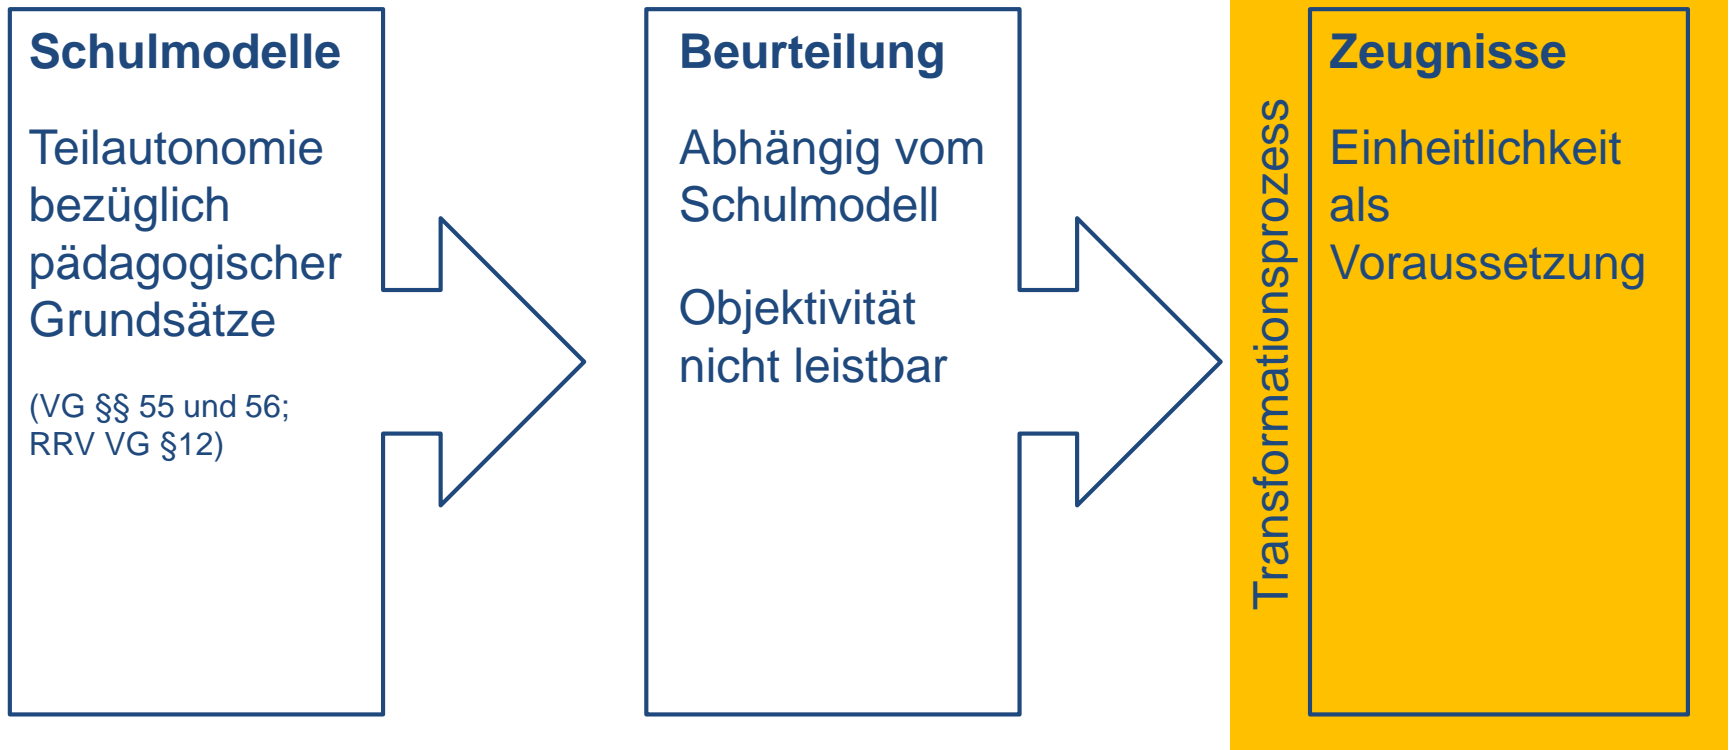 Schulmodelle
Teilautonomie
bezüglich
pädagogischer
Grundsätze
(VG §§ 55 und 56;
RRV VG §12)
Beurteilung
Abhängig vom
Schulmodell
Objektivität
nicht leistbar
Transformationsprozess
Zeugnisse
Einheitlichkeit
als
Voraussetzung